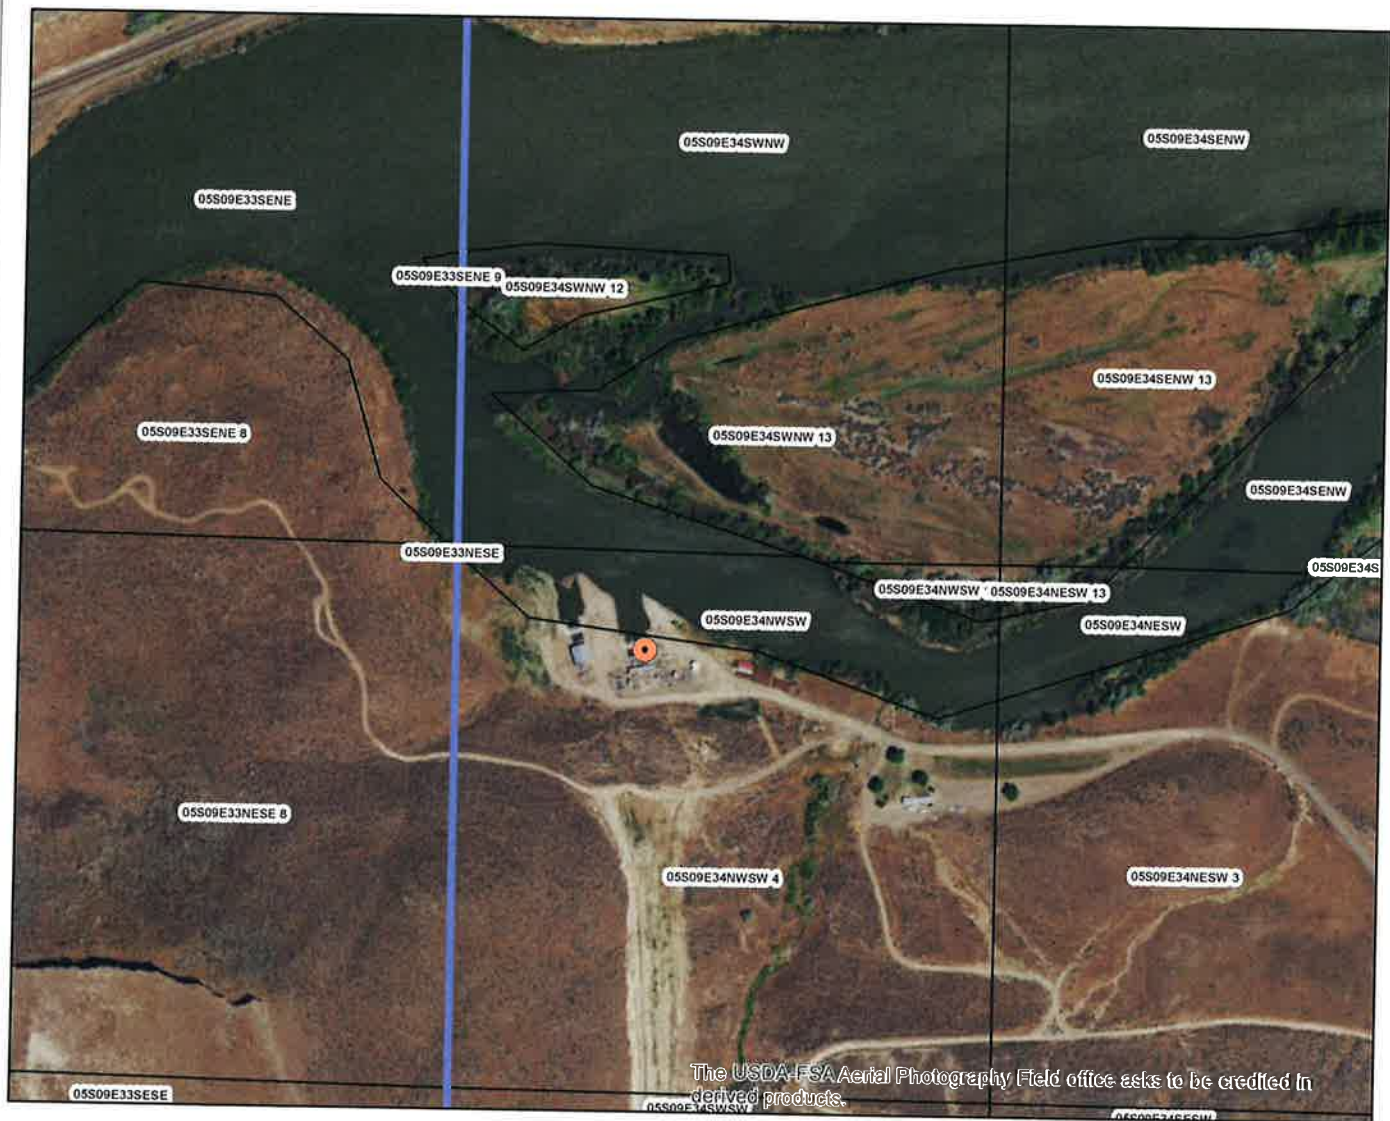 05S09E34SWNW
05S09E34SENW
05S09E33SENE
05S09E33SENE 9
05S09E34SWNW 12
05S09E34SENW 13
05S09E33SENE 8
05S09E34SWNW 13
05S09E34SENW
05S09E33NESE
05S09E34S
05S09E34NWSW
05S09E34NESW 13
05S09E34NWSW
05S09E34NESW
05S09E33NESE 8
05S09E34NWSW 4
05S09E34NESW 3
The USDA-FSA Aerial Photography Field office asks to be credited in
derived products.
05S09E33SESE
05S09E34SWSW
05S09E34SESW